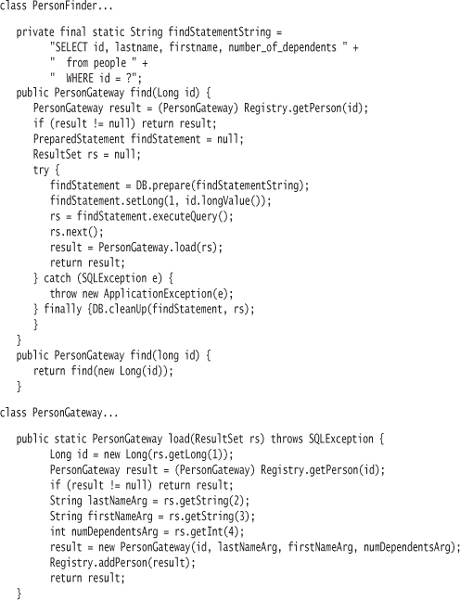 class PersonFinder...
private final static String findStatementString =
"SELECT id, lastname, firstname, number_of_dependents " +
"  from people " +
"  WHERE id = ?";
public PersonGateway find(Long id) {
PersonGateway result = (PersonGateway) Registry.getPerson(id);
if (result != null) return result;
PreparedStatement findStatement = null;
ResultSet rs = null;
try {
findStatement = DB.prepare(findStatementString);
findStatement.setLong(1, id.longValue());
rs = findStatement.executeQuery();
rs.next();
result = PersonGateway.load(rs);
return result;
} catch (SQLException e) {
throw new ApplicationException(e);
} finally {DB.cleanUp(findStatement, rs);
}
}
public PersonGateway find(long id) {
return find(new Long(id));
}
class PersonGateway...
public static PersonGateway load(ResultSet rs) throws SQLException {
Long id = new Long(rs.getLong(1));
PersonGateway result = (PersonGateway) Registry.getPerson(id);
if (result != null) return result;
String lastNameArg = rs.getString(2);
String firstNameArg = rs.getString(3);
int numDependentsArg = rs.getInt(4);
result = new PersonGateway(id, lastNameArg, firstNameArg, numDependentsArg);
Registry.addPerson(result);
return result;
}